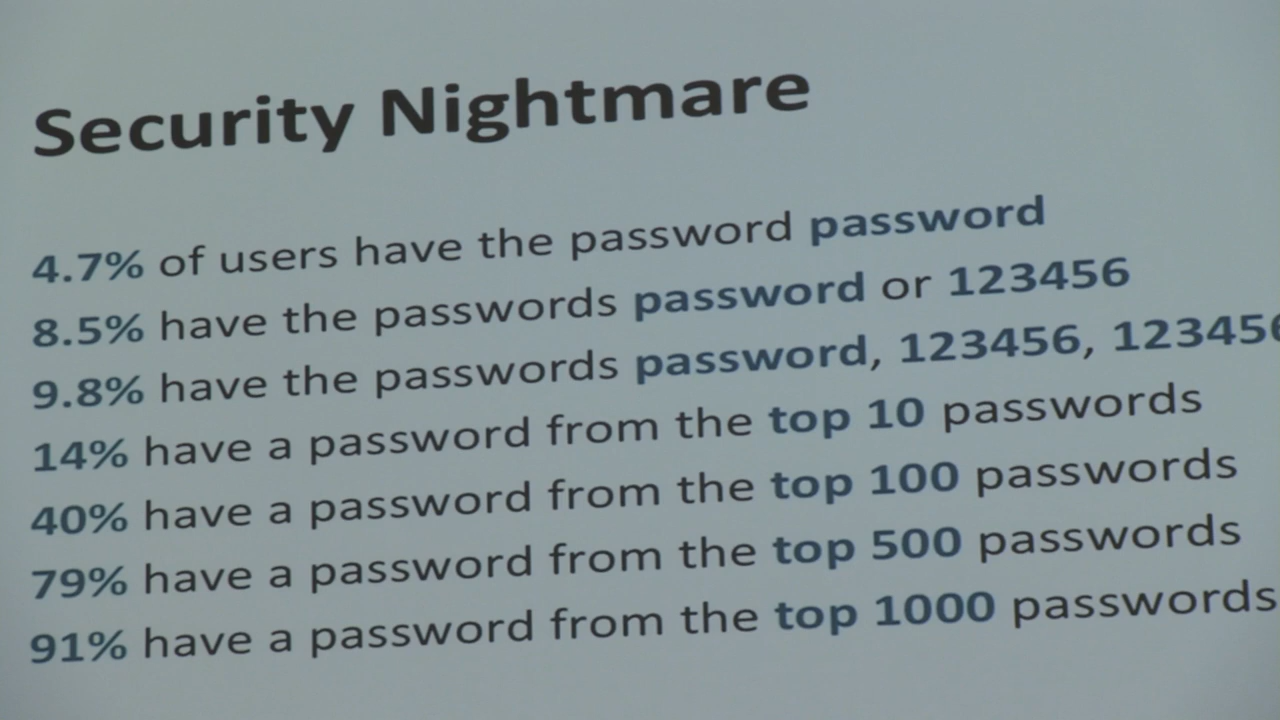 Security Nightmare
4.7% of users have the password password
8.5% have the passwords password or 123456
9.8% have the passwords password, 123456, 123456
14% have a password from the top 10 passwords
40% have a password from the top 100 passwords
79% have a password from the top 500 passwords
91% have a password from the top 1000 passwords